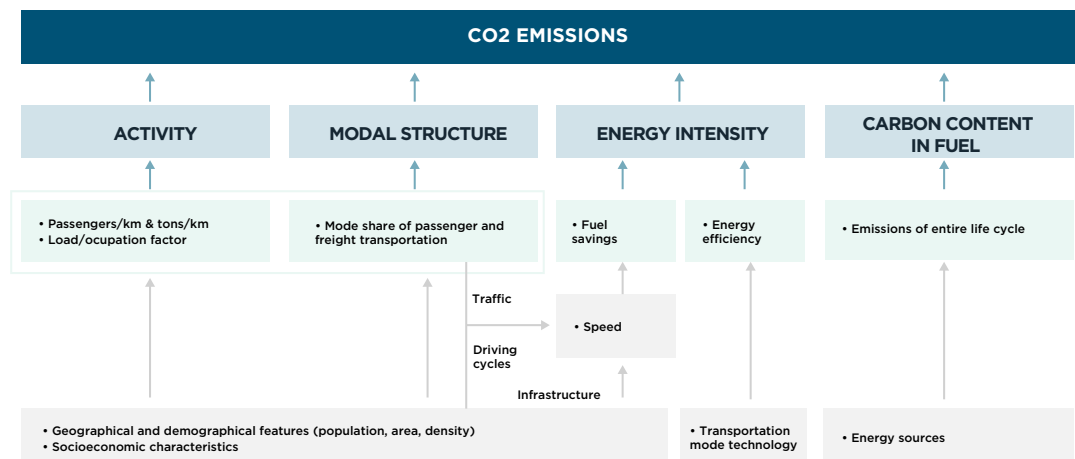 CO2 EMISSIONS
ACTIVITY
MODAL STRUCTURE
ENERGY INTENSITY
CARBON CONTENT
IN FUEL
• Passengers/km & tons/km
• Load/ocupation factor
• Mode share of passenger and
freight transportation
• Fuel
savings
• Energy
efficiency
• Emissions of entire life cycle
Traffic
• Speed
Driving
cycles
Infrastructure
• Geographical and demographical features (population, area, density)
• Socioeconomic characteristics
• Transportation
mode technology
• Energy sources